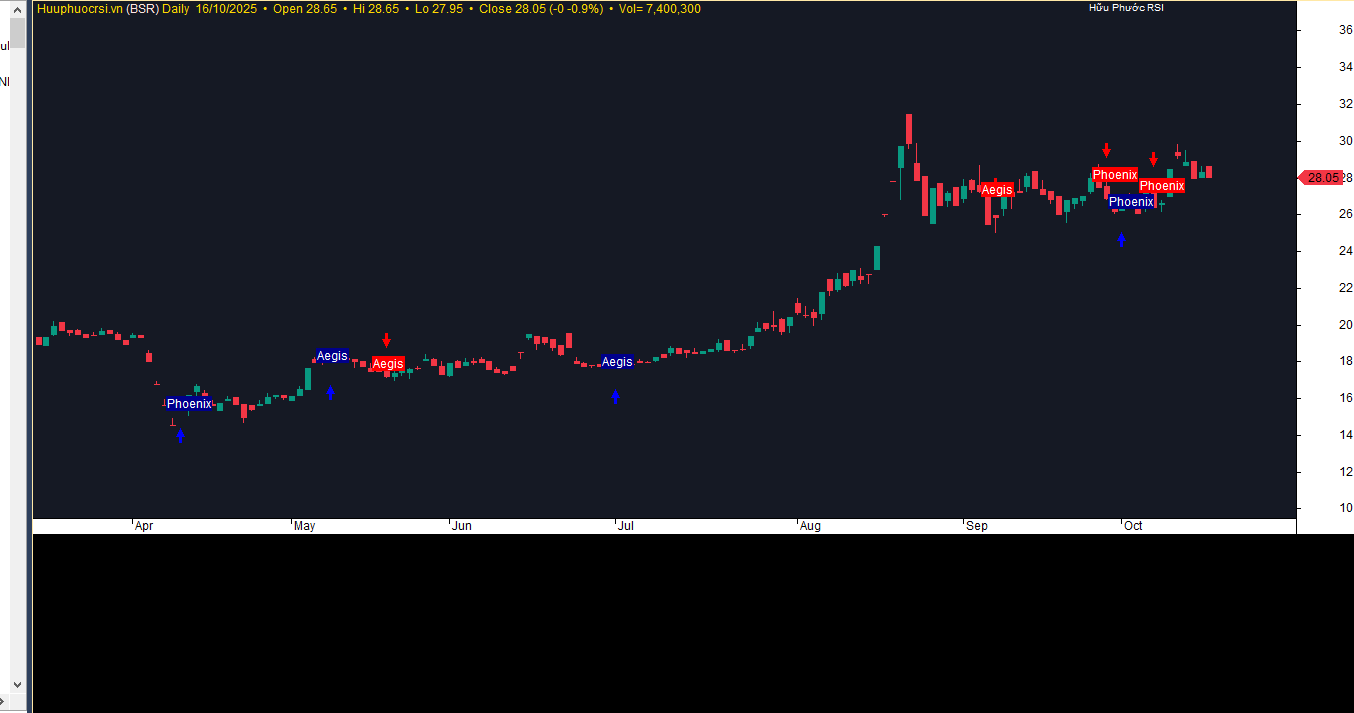 Huuphuocrsi.vn (BSR) Daily 16/10/2025 • Open 28.65 • Hi 28.65 • Lo 27.95 • Close 28.05 (-0 -0.9%) • Vol= 7,400,300
Hữu Phước RSI
36
34
32
30
28.05
28
26
24
22
20
18
16
14
12
10
Phoenix
Aegis
Aegis
Aegis
Aegis
Phoenix
Phoenix
Phoenix
Apr
May
Jun
Jul
Aug
Sep
Oct